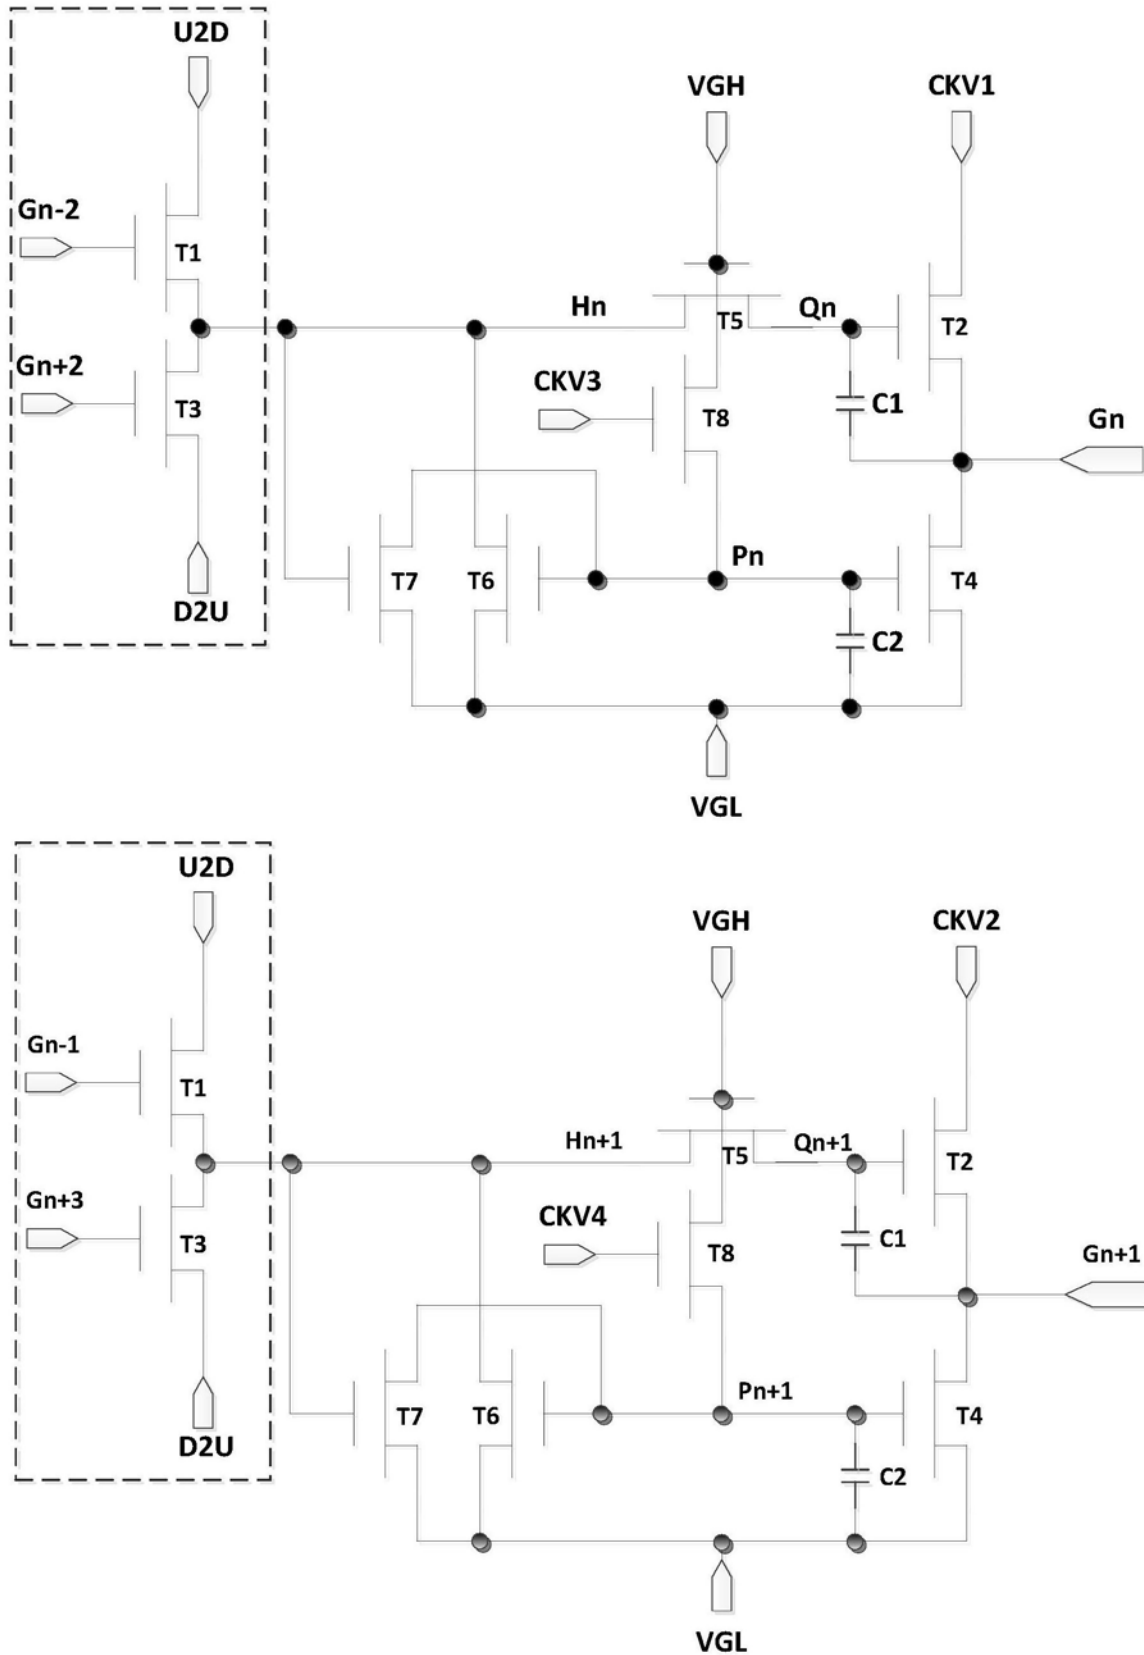 U2D
VGH
CKV1
Gn-2
T1
Hn
T5
Qn
T2
Gn+2
CKV3
T3
T8
C1
Gn
Pn
T7
T6
T4
D2U
C2
VGL
U2D
VGH
CKV2
Gn-1
T1
Hn+1
T5
Qn+1
T2
Gn+3
CKV4
T3
T8
C1
Gn+1
Pn+1
T7
T6
T4
D2U
C2
VGL